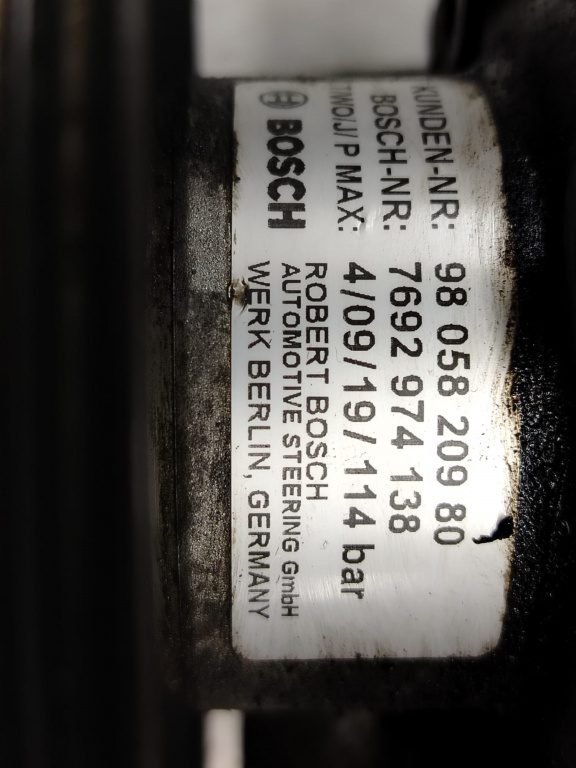 KUNDEN-NR: 98 058 209 80
BOSCH-NR: 7692 974 138
T/WO/J/ P MAX: 4/09/19/ 114 bar
BOSCH
ROBERT BOSCH
AUTOMOTIVE STEERING GmbH
WERK BERLIN, GERMANY